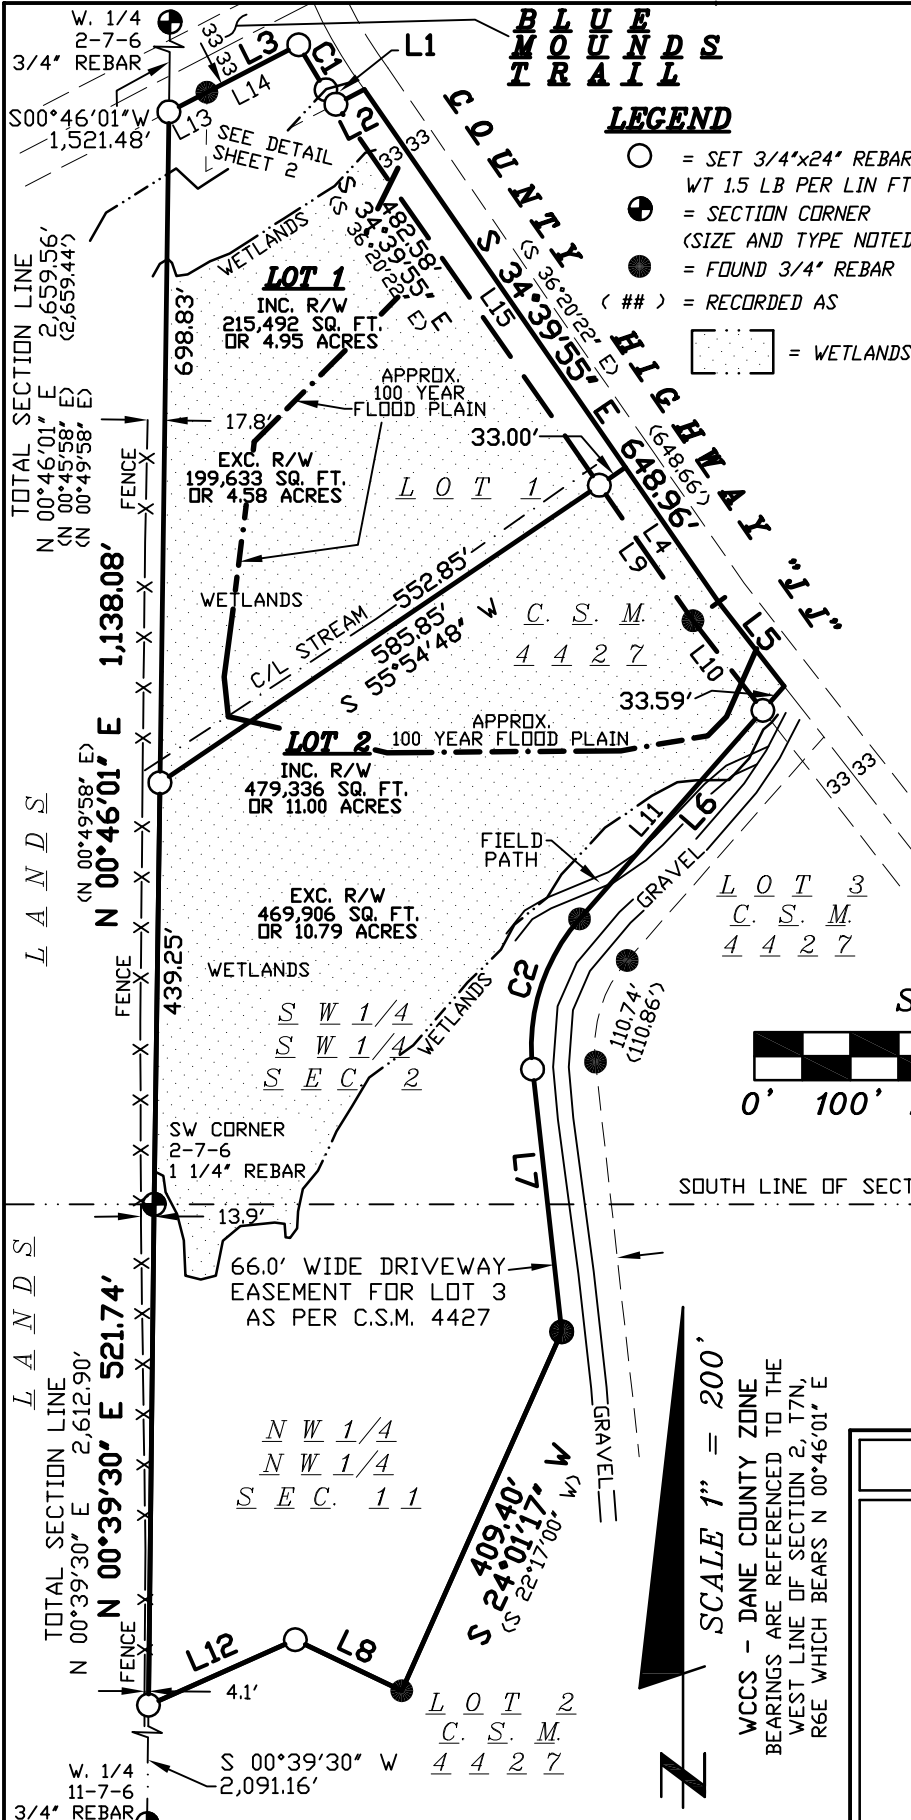 W. 1/4
2-7-6
3/4" REBAR
S00°46'01"W
1,521.48'
33
33
L3
C1
L1
L14
L13
L2
SEE DETAIL
SHEET 2
BLUE
MOUNDS
TRAIL
COUNTY HIGHWAY "JJ"
33
33
LEGEND
= SET 3/4"x24" REBAR
WT 1.5 LB PER LIN FT
= SECTION CORNER
(SIZE AND TYPE NOTED
= FOUND 3/4" REBAR
( ## ) = RECORDED AS
= WETLANDS
WETLANDS
482.58'
S 34°39'55" E
(S 36°20'22" E)
L15
S 34°39'55" E 648.96'
(S 36°20'22" E)
(648.66')
TOTAL SECTION LINE
N 00°46'01" E 2,659.56'
(N 00°45'58" E) (2,659.44')
(N 00°49'58" E)
698.83'
LOT 1
INC. R/W
215,492 SQ. FT.
OR 4.95 ACRES
APPROX.
100 YEAR
FLOOD PLAIN
17.8'
33.00'
FENCE
EXC. R/W
199,633 SQ. FT.
OR 4.58 ACRES
LOT 1
L4
L9
WETLANDS
C/L STREAM
552.85'
585.85'
S 55°54'48" W
C. S. M.
4427
L5
L10
33.59'
N 00°46'01" E 1,138.08'
(N 00°49'58" E)
APPROX.
100 YEAR FLOOD PLAIN
LOT 2
INC. R/W
479,336 SQ. FT.
OR 11.00 ACRES
33
33
L11
L6
FIELD
PATH
GRAVEL
LANDS
EXC. R/W
469,906 SQ. FT.
OR 10.79 ACRES
LOT 3
C. S. M.
4427
FENCE
439.25'
WETLANDS
C2
110.74'
(110.86')
SW 1/4
SW 1/4
SEC. 2
WETLANDS
S
0' 100'
SW CORNER
2-7-6
1 1/4" REBAR
L7
SOUTH LINE OF SECT
13.9'
66.0' WIDE DRIVEWAY
EASEMENT FOR LOT 3
AS PER C.S.M. 4427
LANDS
TOTAL SECTION LINE
N 00°39'30" E 2,612.90'
N 00°39'30" E 521.74'
NW 1/4
NW 1/4
SEC. 11
GRAVEL
409.40'
S 24°01'17" W
(S 22°17'00" W)
SCALE 1" = 200'
WCCS - DANE COUNTY ZONE
BEARINGS ARE REFERENCED TO THE
WEST LINE OF SECTION 2, T7N,
R6E WHICH BEARS N 00°46'01" E
FENCE
L12
L8
4.1'
LOT 2
C. S. M.
4427
S 00°39'30" W
2,091.16'
W. 1/4
11-7-6
3/4" REBAR
N